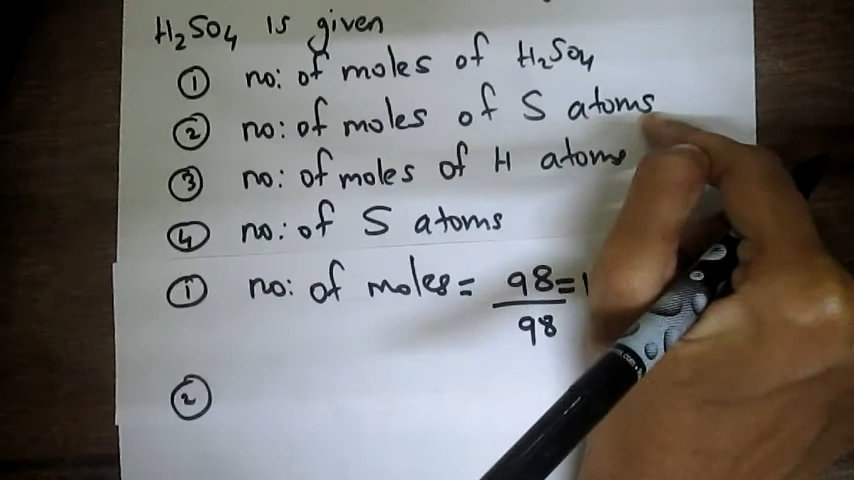 H₂SO₄ is given
① no: of moles of H₂SO₄
② no: of moles of S atoms
③ no: of moles of H atoms
④ no: of S atoms
① no: of moles = 98/98 = 1
②